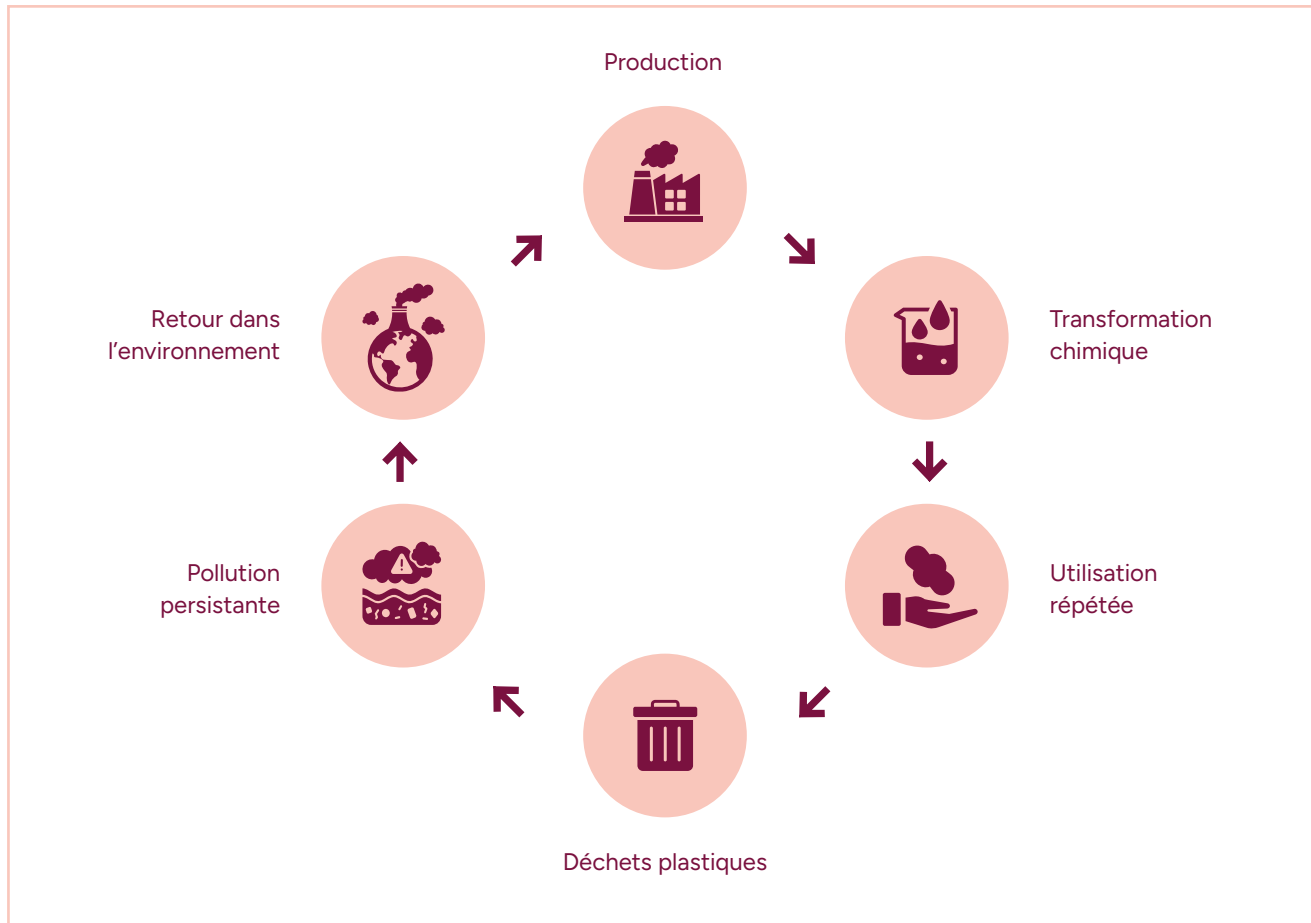 Production
Transformation
chimique
Utilisation
répétée
Déchets plastiques
Pollution
persistante
Retour dans
l’environnement